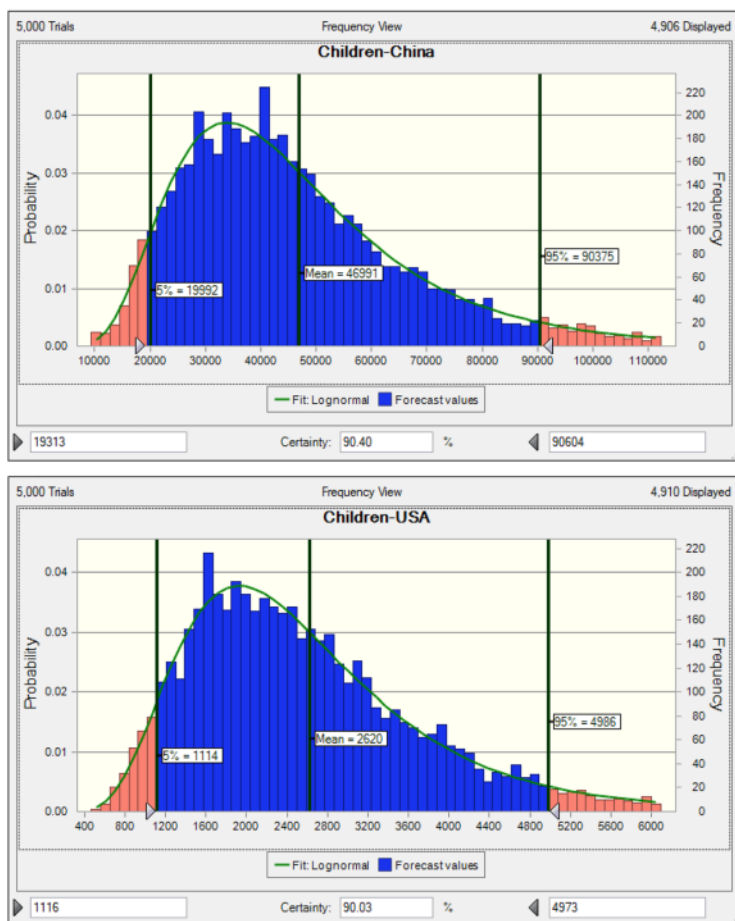 5,000 Trials Frequency View 4,906 Displayed
Children-China
0.04
0.03
0.02
0.01
0.00
Probability
220
200
180
160
140
120
100
80
60
40
20
0
Frequency
95% = 90375
Mean = 46991
5% = 19992
10000 20000 30000 40000 50000 60000 70000 80000 90000 100000 110000
Fit: Lognormal Forecast values
19313 Certainty: 90.40 % 90604
5,000 Trials Frequency View 4,910 Displayed
Children-USA
0.04
0.03
0.02
0.01
0.00
Probability
220
200
180
160
140
120
100
80
60
40
20
0
Frequency
95% = 4986
Mean = 2620
5% = 1114
400 800 1200 1600 2000 2400 2800 3200 3600 4000 4400 4800 5200 5600 6000
Fit: Lognormal Forecast values
1116 Certainty: 90.03 % 4973